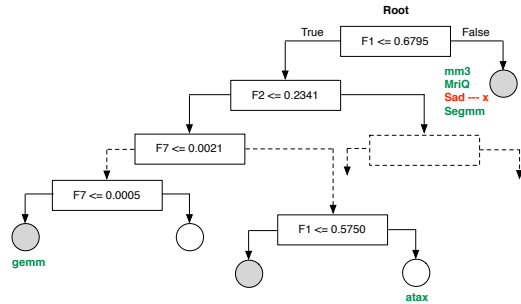 Root
True
F1 <= 0.6795
False
mm3
MriQ
Sad --- x
Segmm
F2 <= 0.2341
F7 <= 0.0021
F7 <= 0.0005
F1 <= 0.5750
gemm
atax